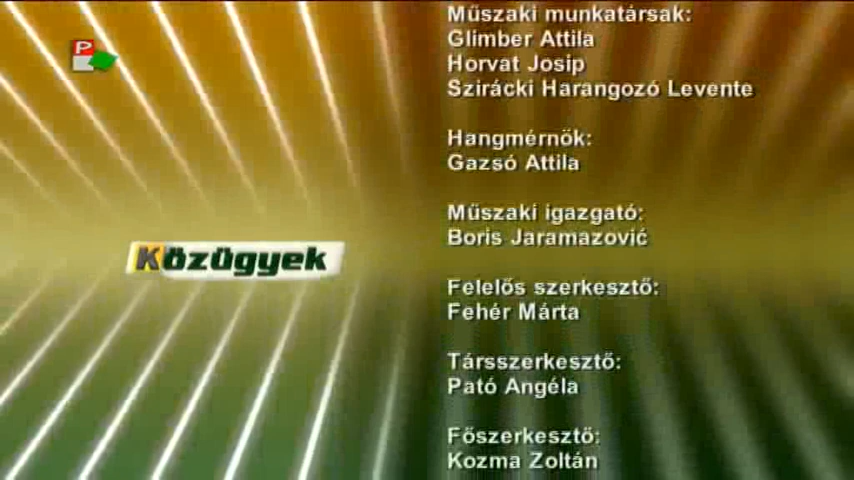 P
Műszaki munkatársak:
Glimber Attila
Horvat Josip
Szirácki Harangozó Levente
Hangmérnök:
Gazsó Attila
Műszaki igazgató:
Boris Jaramazović
Közügyek
Felelős szerkesztő:
Fehér Márta
Társszerkesztő:
Pató Angéla
Főszerkesztő:
Kozma Zoltán